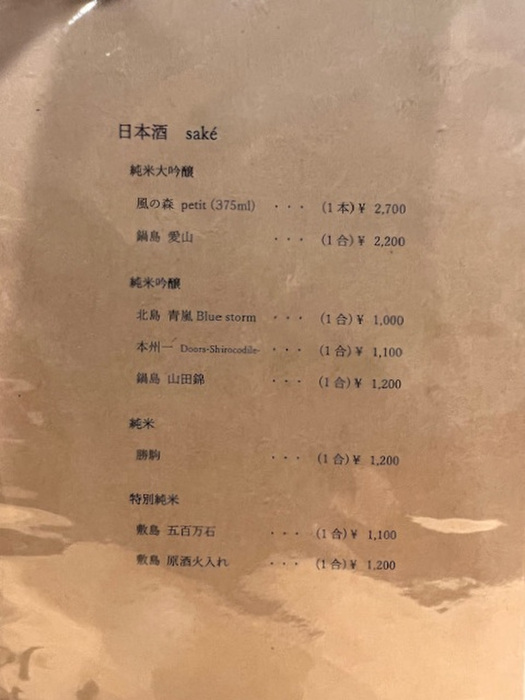 日本酒 saké
純米大吟醸
風の森 petit (375ml) ・・・ (1 本)¥ 2,700
鍋島 愛山 ・・・ (1 合)¥ 2,200
純米吟醸
北島 青嵐 Blue storm ・・・ (1 合)¥ 1,000
本州一 Doors-Shirocodile- ・・・ (1 合)¥ 1,100
鍋島 山田錦 ・・・ (1 合)¥ 1,200
純米
勝駒 ・・・ (1 合)¥ 1,200
特別純米
敷島 五百万石 ・・・ (1 合)¥ 1,100
敷島 原酒火入れ ・・・ (1 合)¥ 1,200